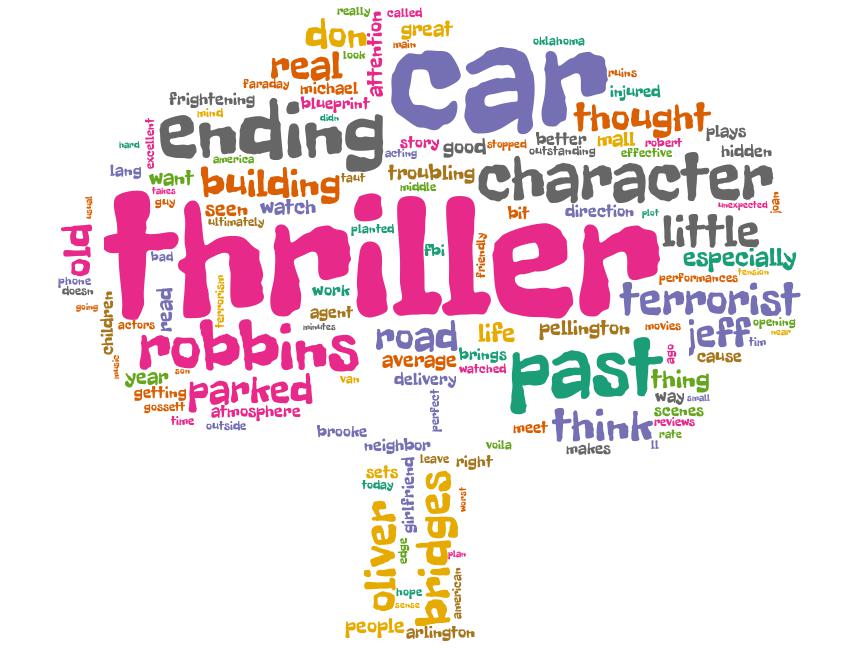 really
called
don
great
main
attention
look
car
oklahoma
real
faraday
michael
ruins
injured
frightening
blueprint
mind
didn
thought
ending
hard
excellent
story
good
stopped
better
mall
robert
plays
acting
outstanding
effective
hidden
america
lang
want
building
taut
troubling
middle
character
takes
guy
seen
watch
ultimately
bit
direction
plot
unexpected
joan
usual
old
thriller
planted
fbi
friendly
little
especially
bad
phone
doesn
going
children
read
terrorism
work
performances
tension
terrorist
actors
agent
minutes
robbins
road
life
pellington
movies
jeff
opening
near
tim
music
year
son
average
brings
watched
past
ago
cause
getting
parked
van
delivery
thing
gossett
atmosphere
way
small
time
outside
perfect
scenes
reviews
meet
think
rate
brooke
neighbor
voila
makes
ll
leave
right
sets
today
girlfriend
bridges
worst
oliver
edge
plan
hope
sense
american
people
arlington